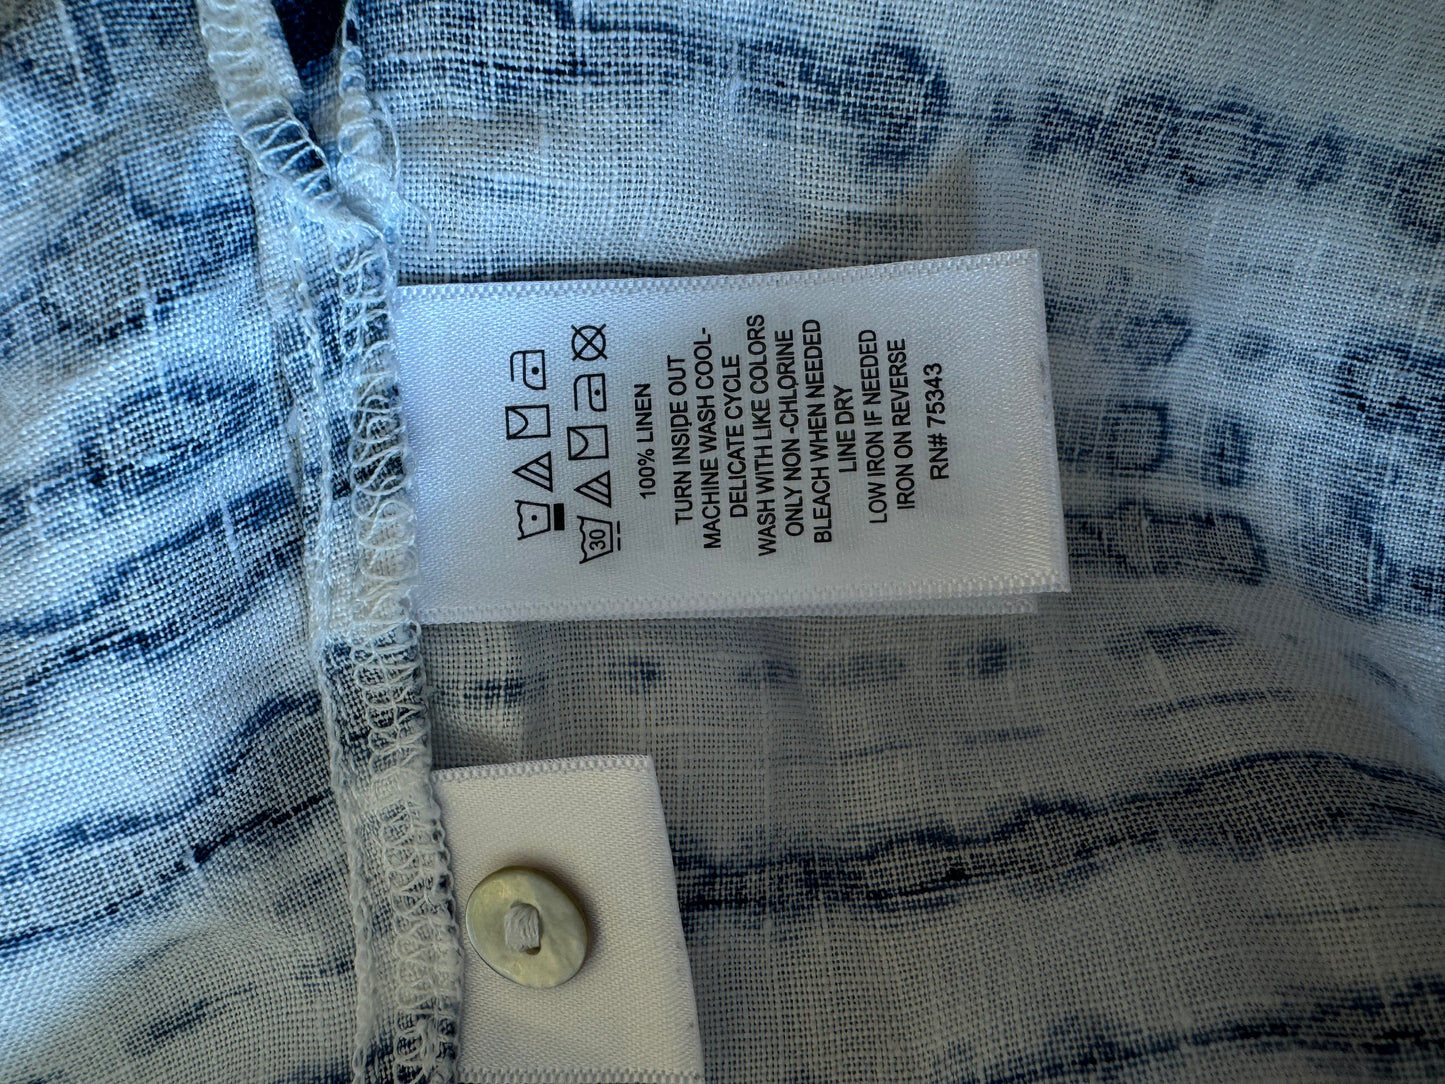 30
100% LINEN
TURN INSIDE OUT
MACHINE WASH COOL-
DELICATE CYCLE
WASH WITH LIKE COLORS
ONLY NON -CHLORINE
BLEACH WHEN NEEDED
LINE DRY
LOW IRON IF NEEDED
IRON ON REVERSE
RN# 75343